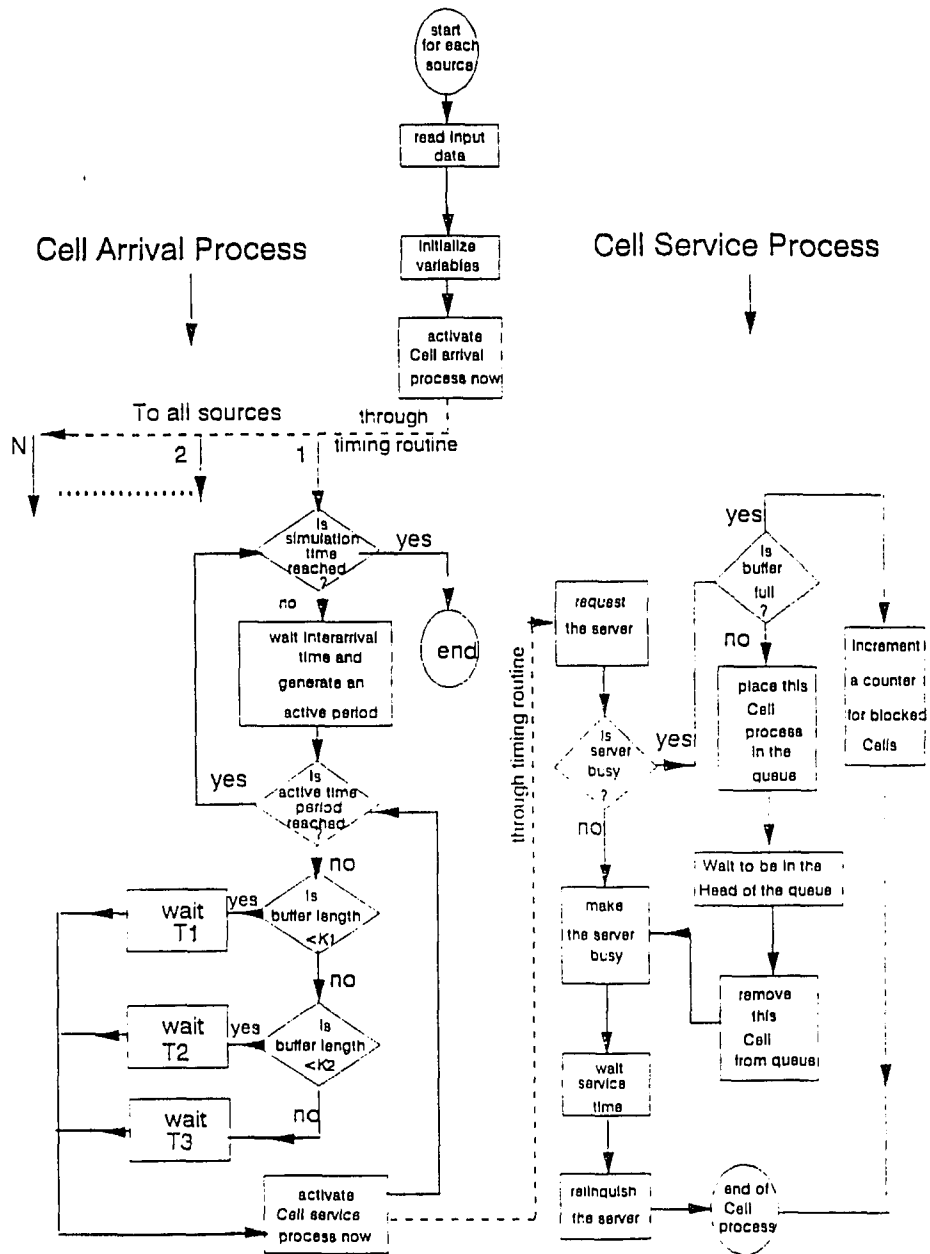 start
for each
source
read Input
data
Initialize
variables
activate
Cell arrival
process now
Cell Arrival Process
Cell Service Process
To all sources
through
timing routine
N
2
1
Is
simulation
time
reached
?
yes
no
end
wait Interarrival
time and
generate an
active period
Is
active time
period
reached
?
yes
no
Is
buffer length
<K1
yes
wait
T1
no
Is
buffer length
<K2
yes
wait
T2
no
wait
T3
activate
Cell service
process now
through timing routine
request
the server
Is
server
busy
?
yes
no
make
the server
busy
wait
service
time
relinquish
the server
end of
Cell
process
Is
buffer
full
?
yes
no
place this
Cell
process
In the
queue
Wait to be in the
Head of the queue
remove
this
Cell
from queue
Increment
a counter
for blocked
Cells